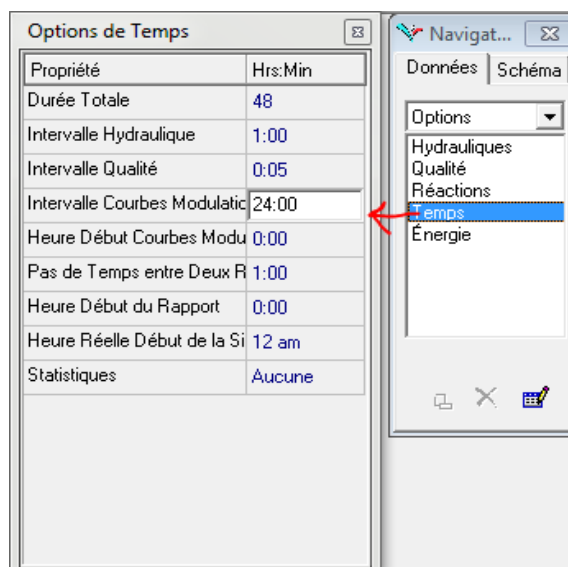 Options de Temps
Propriété Hrs:Min
Durée Totale 48
Intervalle Hydraulique 1:00
Intervalle Qualité 0:05
Intervalle Courbes Modulatic 24:00
Heure Début Courbes Modu 0:00
Pas de Temps entre Deux R 1:00
Heure Début du Rapport 0:00
Heure Réelle Début de la Si 12 am
Statistiques Aucune
Navigat...
Données Schéma
Options
Hydrauliques
Qualité
Réactions
Temps
Énergie